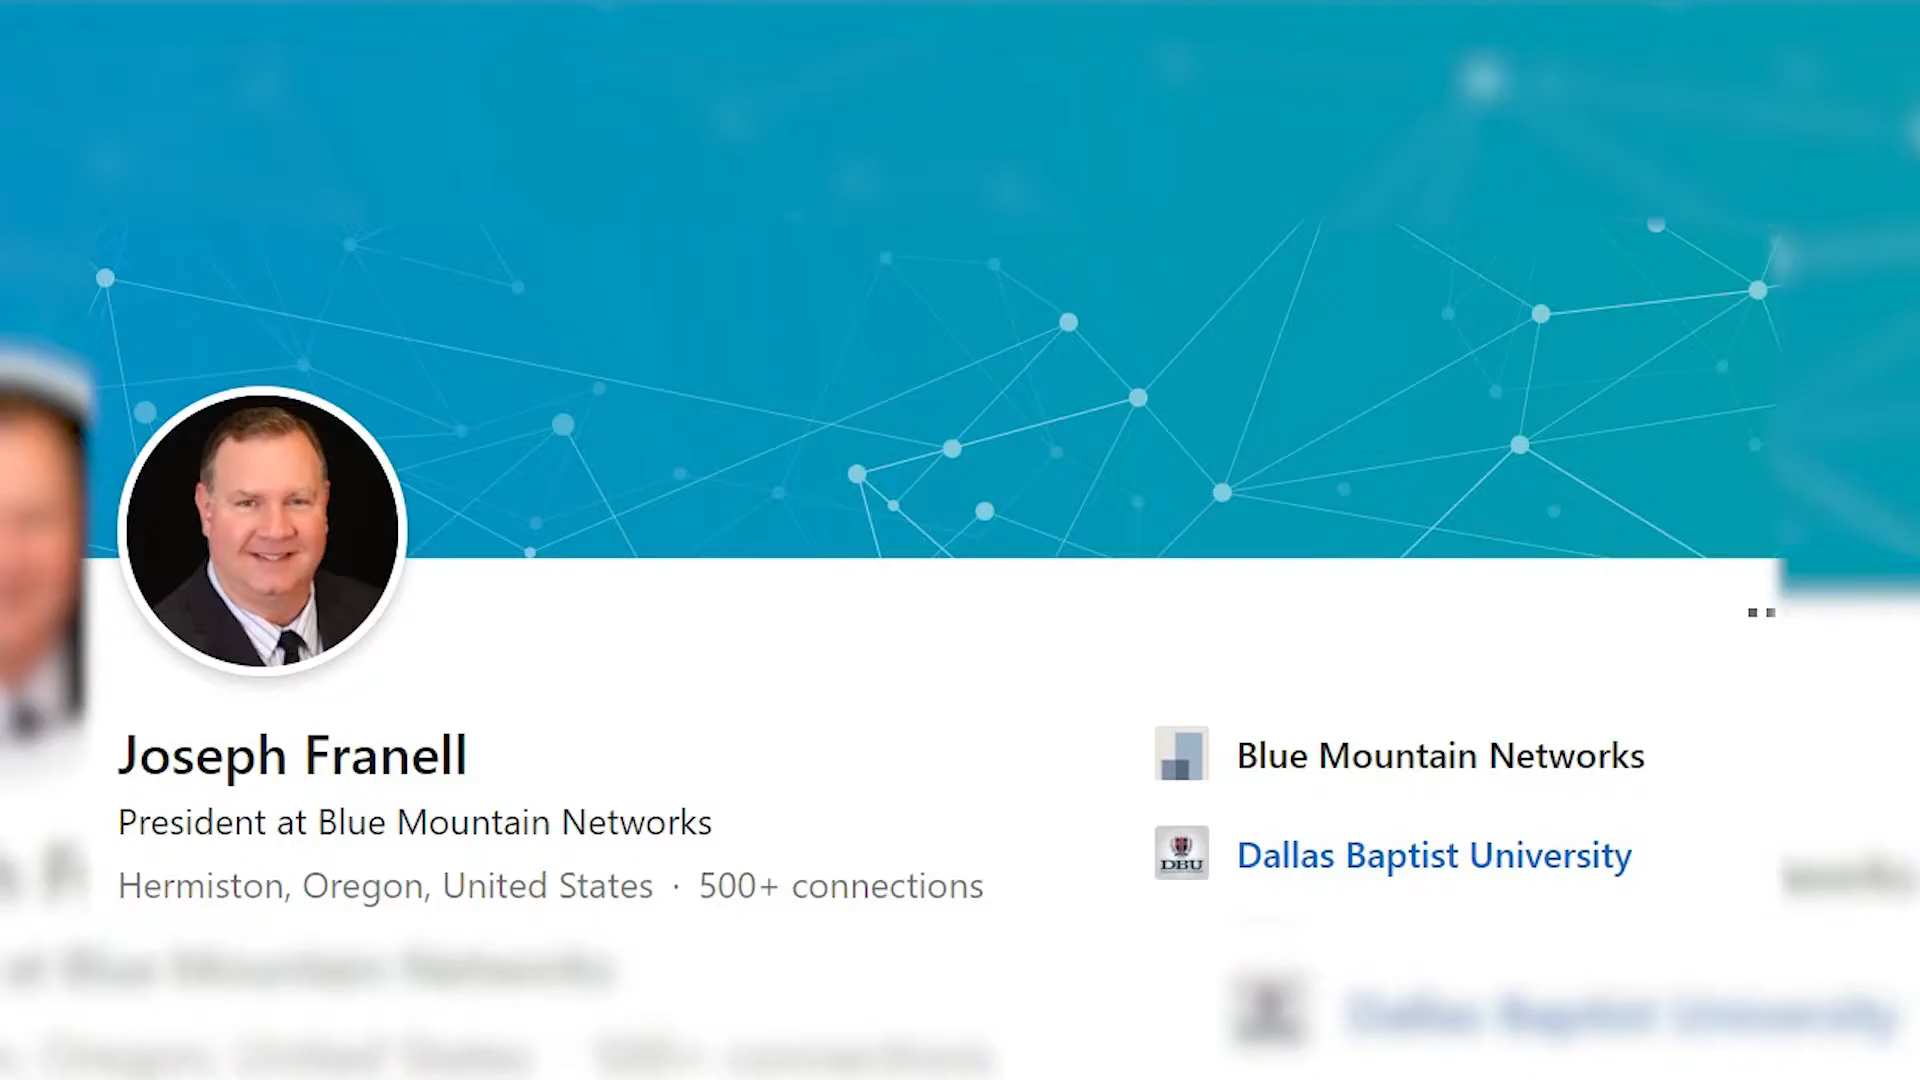 Joseph Franell
President at Blue Mountain Networks
Hermiston, Oregon, United States · 500+ connections
Blue Mountain Networks
DBU
Dallas Baptist University